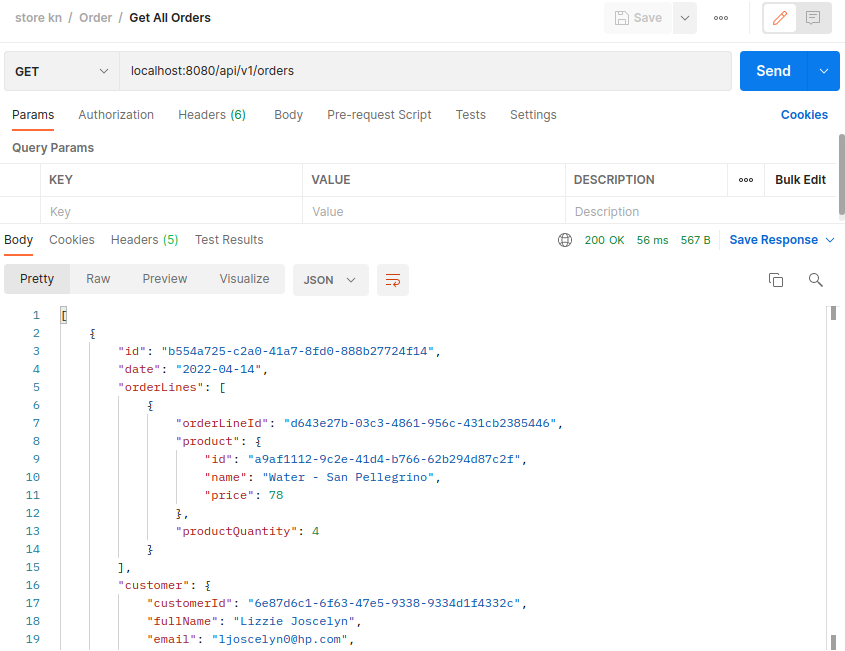 store kn / Order / Get All Orders
Save
GET
localhost:8080/api/v1/orders
Send
Params Authorization Headers (6) Body Pre-request Script Tests Settings Cookies
Query Params
KEY VALUE DESCRIPTION Bulk Edit
Key Value Description
Body Cookies Headers (5) Test Results 200 OK 56 ms 567 B Save Response
Pretty Raw Preview Visualize JSON
1 [
2 {
3 "id": "b554a725-c2a0-41a7-8fd0-888b27724f14",
4 "date": "2022-04-14",
5 "orderLines": [
6 {
7 "orderLineId": "d643e27b-03c3-4861-956c-431cb2385446",
8 "product": {
9 "id": "a9af1112-9c2e-41d4-b766-62b294d87c2f",
10 "name": "Water - San Pellegrino",
11 "price": 78
12 },
13 "productQuantity": 4
14 }
15 ],
16 "customer": {
17 "customerId": "6e87d6c1-6f63-47e5-9338-9334d1f4332c",
18 "fullName": "Lizzie Joscelyn",
19 "email": "ljoscelyn0@hp.com",